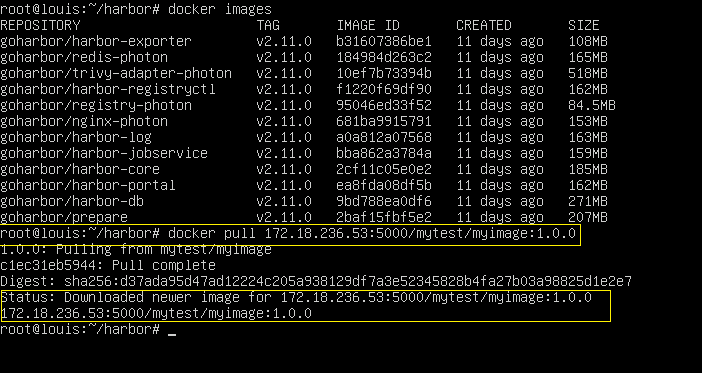 root@louis:~/harbor# docker images
REPOSITORY TAG IMAGE ID CREATED SIZE
goharbor/harbor-exporter v2.11.0 b31607386be1 11 days ago 108MB
goharbor/redis-photon v2.11.0 184984d263c2 11 days ago 165MB
goharbor/trivy-adapter-photon v2.11.0 10ef7b73394b 11 days ago 518MB
goharbor/harbor-registryctl v2.11.0 f1220f69df90 11 days ago 162MB
goharbor/registry-photon v2.11.0 95046ed33f52 11 days ago 84.5MB
goharbor/nginx-photon v2.11.0 681ba9915791 11 days ago 153MB
goharbor/harbor-log v2.11.0 a0a812a07568 11 days ago 163MB
goharbor/harbor-jobservice v2.11.0 bba862a3784a 11 days ago 159MB
goharbor/harbor-core v2.11.0 2cf11c05e0e2 11 days ago 185MB
goharbor/harbor-portal v2.11.0 ea8fda08df5b 11 days ago 162MB
goharbor/harbor-db v2.11.0 9bd788ea0df6 11 days ago 271MB
goharbor/prepare v2.11.0 2baf15fbf5e2 11 days ago 207MB
root@louis:~/harbor# docker pull 172.18.236.53:5000/mytest/myimage:1.0.0
1.0.0: Pulling from mytest/myimage
c1ec31eb5944: Pull complete
Digest: sha256:d37ada95d47ad12224c205a938129df7a3e52345828b4fa27b03a98825d1e2e7
Status: Downloaded newer image for 172.18.236.53:5000/mytest/myimage:1.0.0
172.18.236.53:5000/mytest/myimage:1.0.0
root@louis:~/harbor# _